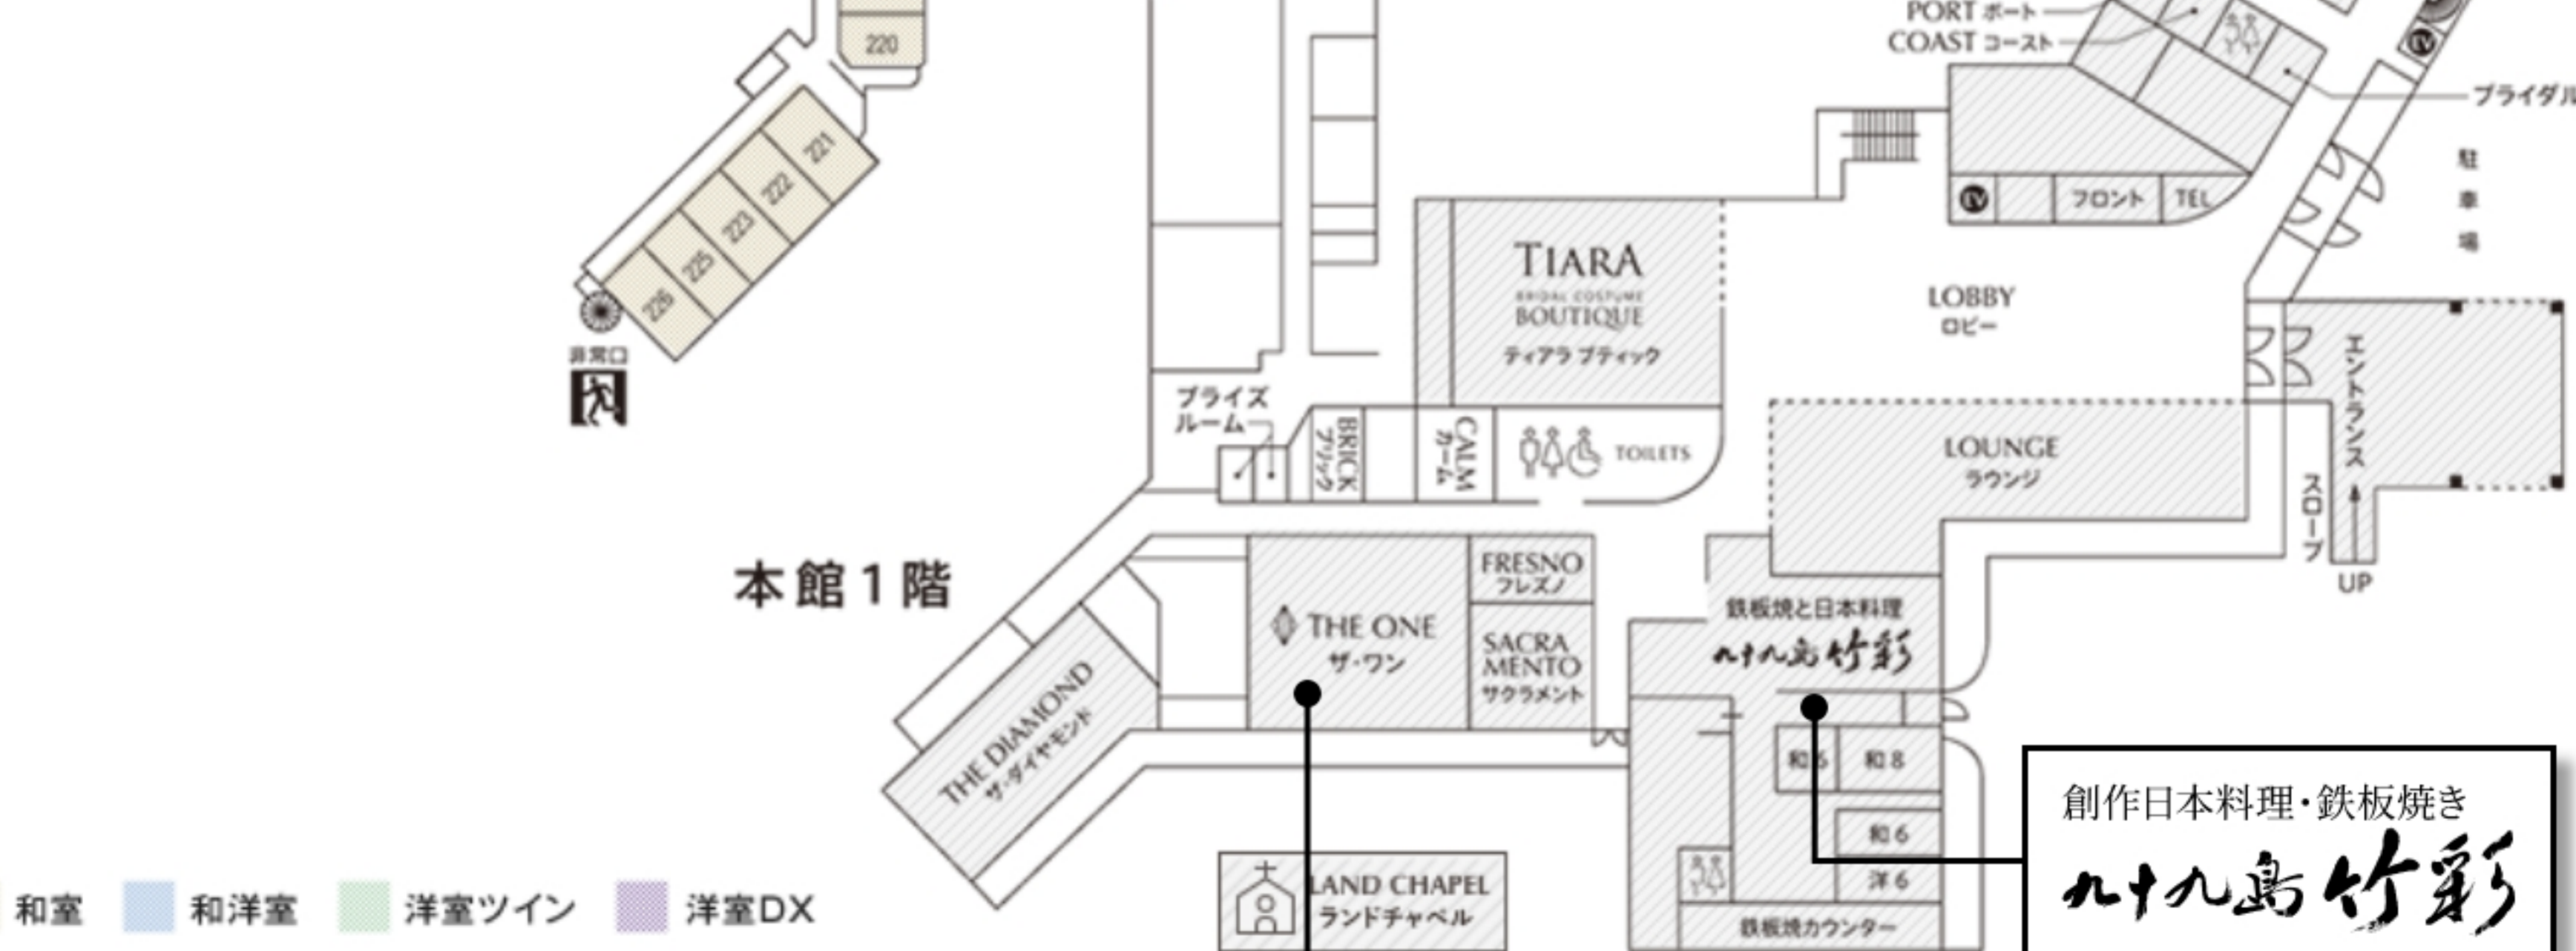 PORT ポート
COAST コースト
220
EV
ブライダル
221
222
223
225
226
非常口
駐車場
EV
フロント
TEL
TIARA
BRIDAL COSTUME
BOUTIQUE
ティアラ ブティック
LOBBY
ロビー
エントランス
ブライズ
ルーム
BRICK
ブリック
CALM
カーム
TOILETS
LOUNGE
ラウンジ
スロープ
UP
本館1階
THE ONE
ザ・ワン
FRESNO
フレズノ
SACRA
MENTO
サクラメント
鉄板焼と日本料理
九十九島 竹彩
THE DIAMOND
ザ・ダイヤモンド
和6
和8
和6
洋6
鉄板焼カウンター
LAND CHAPEL
ランドチャペル
創作日本料理・鉄板焼き
九十九島 竹彩
和室
和洋室
洋室ツイン
洋室DX